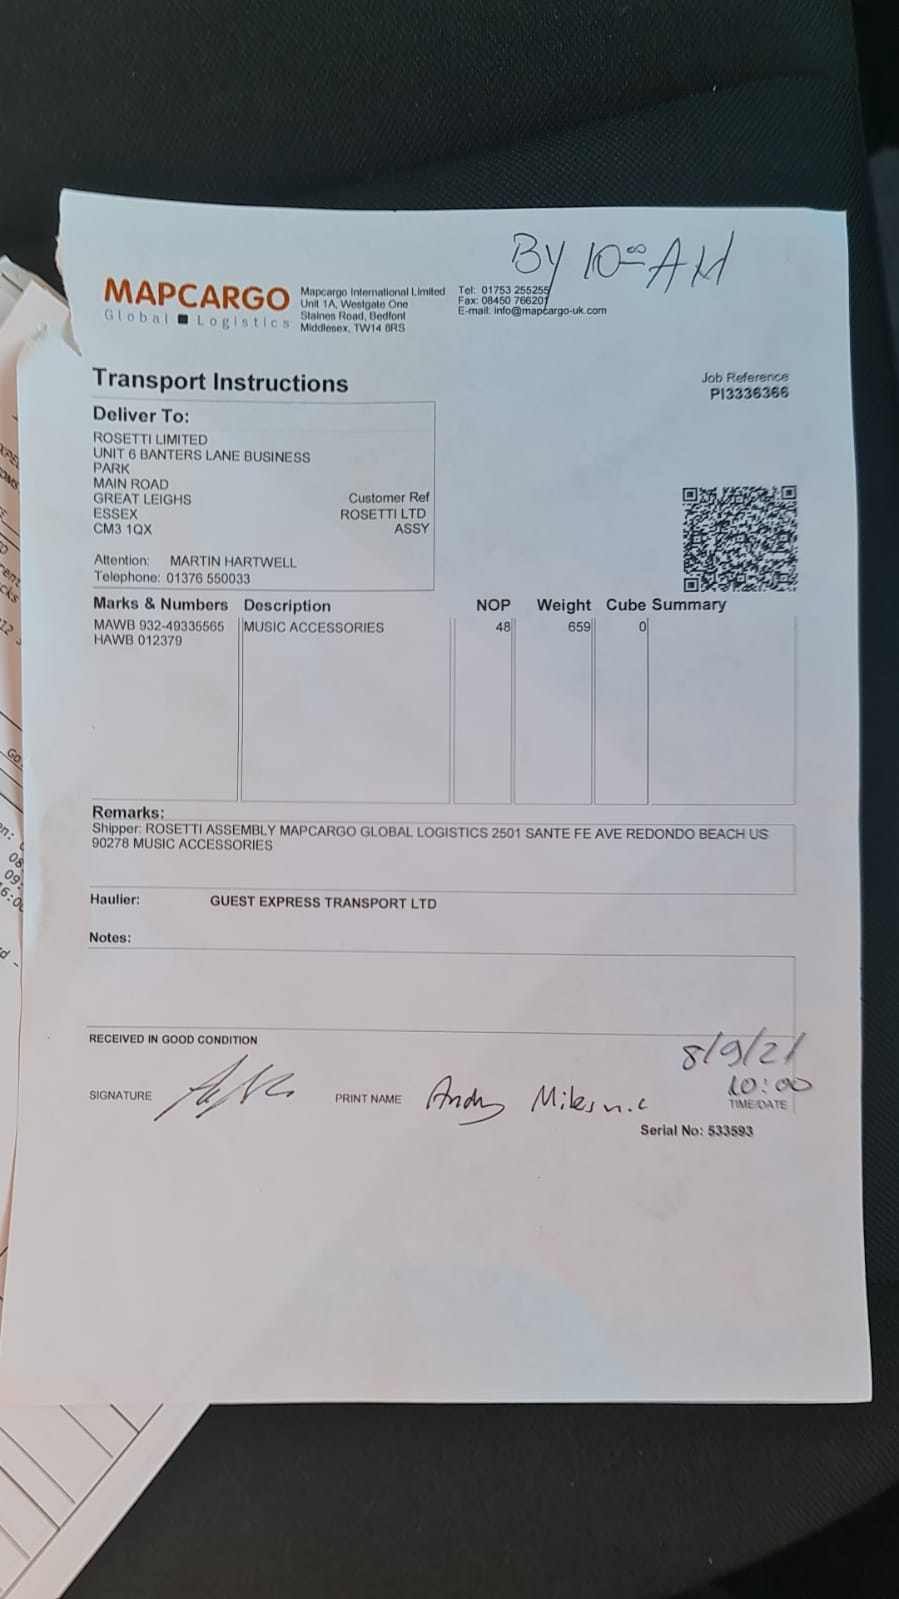 BY 10:00 AM
MAPCARGO
Global Logistics
Mapcargo International Limited
Unit 1A, Westgate One
Staines Road, Bedfont
Middlesex, TW14 8RS
Tel: 01753 255255
Fax: 08450 766201
E-mail: info@mapcargo-uk.com
Transport Instructions
Job Reference
PI3336366
Deliver To:
ROSETTI LIMITED
UNIT 6 BANTERS LANE BUSINESS
PARK
MAIN ROAD
GREAT LEIGHS
ESSEX
CM3 1QX
Customer Ref
ROSETTI LTD
ASSY
Attention: MARTIN HARTWELL
Telephone: 01376 550033
Marks & Numbers Description NOP Weight Cube Summary
MAWB 932-49335565 MUSIC ACCESSORIES 48 659 0
HAWB 012379
Remarks:
Shipper: ROSETTI ASSEMBLY MAPCARGO GLOBAL LOGISTICS 2501 SANTE FE AVE REDONDO BEACH US
90278 MUSIC ACCESSORIES
Haulier: GUEST EXPRESS TRANSPORT LTD
Notes:
RECEIVED IN GOOD CONDITION
8/9/21
10:00
SIGNATURE PRINT NAME Andy Miles n.c TIME/DATE
Serial No: 533593